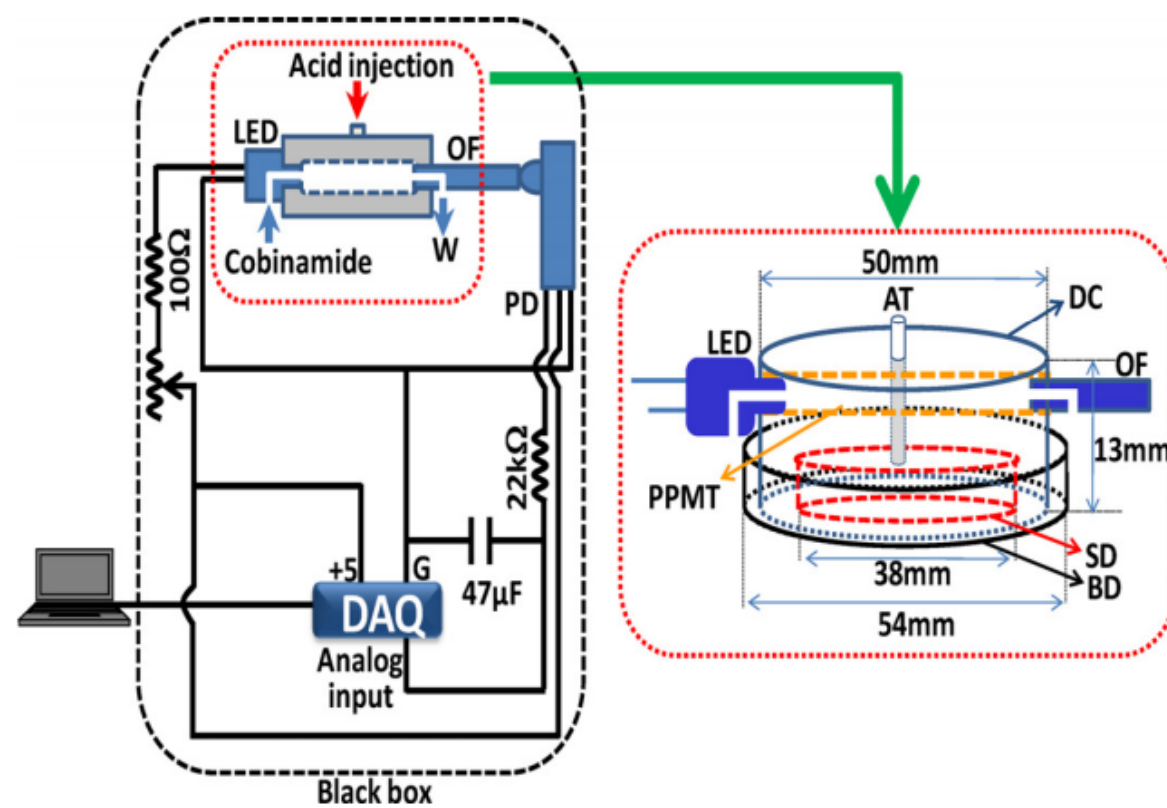 Acid injection
LED
OF
Cobinamide
W
100Ω
PD
22kΩ
+5
G
47µF
DAQ
Analog
input
Black box
50mm
AT
DC
LED
OF
13mm
PPMT
SD
38mm
BD
54mm